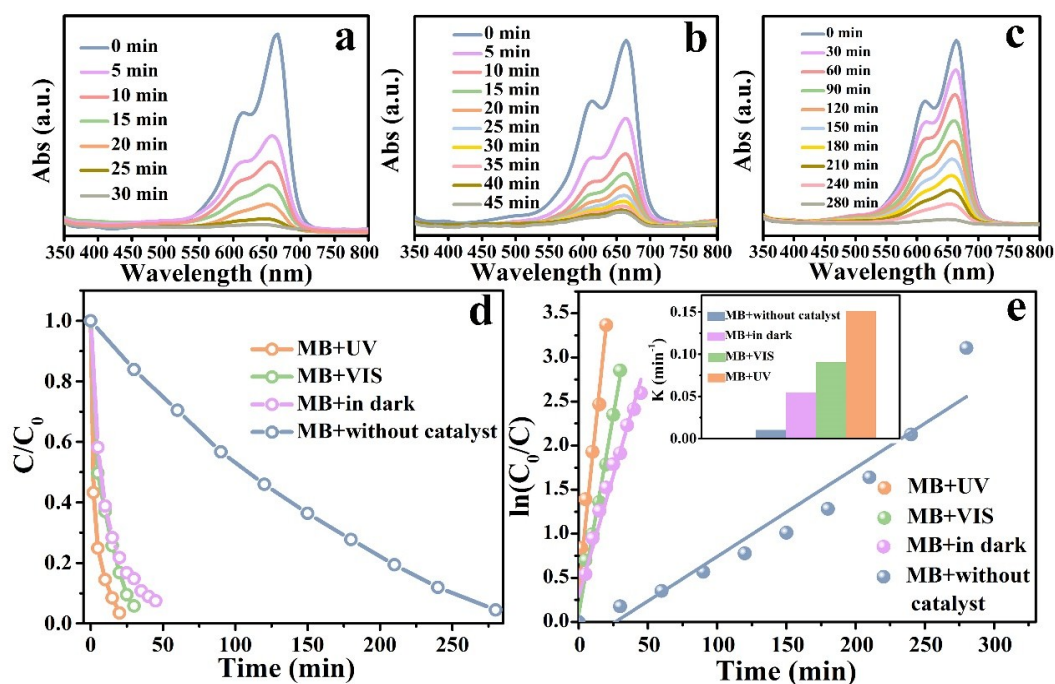 a
0 min
5 min
10 min
15 min
20 min
25 min
30 min
Abs (a.u.)
350 400 450 500 550 600 650 700 750 800
Wavelength (nm)
b
0 min
5 min
10 min
15 min
20 min
25 min
30 min
35 min
40 min
45 min
Abs (a.u.)
350 400 450 500 550 600 650 700 750 800
Wavelength (nm)
c
0 min
30 min
60 min
90 min
120 min
150 min
180 min
210 min
240 min
280 min
Abs (a.u.)
350 400 450 500 550 600 650 700 750 800
Wavelength (nm)
d
MB+UV
MB+VIS
MB+in dark
MB+without catalyst
C/C0
1.0
0.8
0.6
0.4
0.2
0.0
0 50 100 150 200 250
Time (min)
e
MB+without catalyst
MB+in dark
MB+VIS
MB+UV
K (min-1)
0.15
0.10
0.05
0.00
ln(C0/C)
3.5
3.0
2.5
2.0
1.5
1.0
0.5
0.0
MB+UV
MB+VIS
MB+in dark
MB+without
catalyst
0 50 100 150 200 250 300
Time (min)